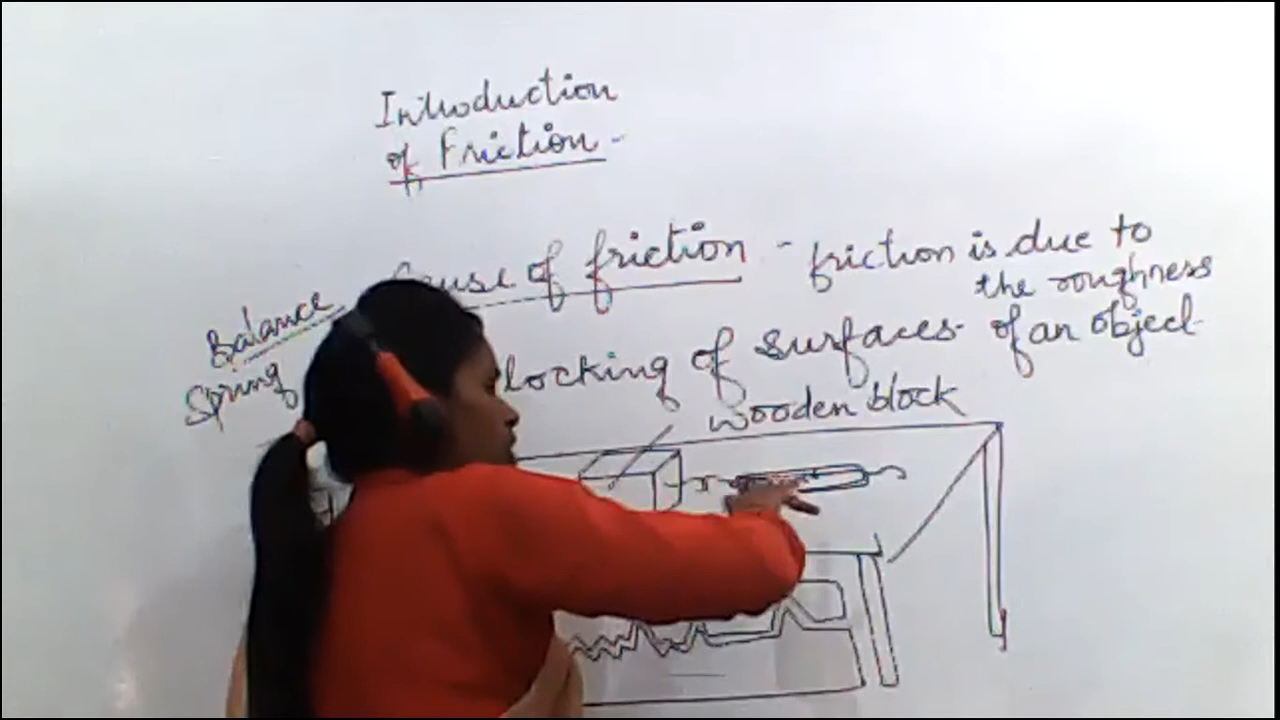 Introduction
of Friction -
Cause of friction - friction is due to
the roughness
Balance
Spring
locking of surfaces. of an object
wooden block